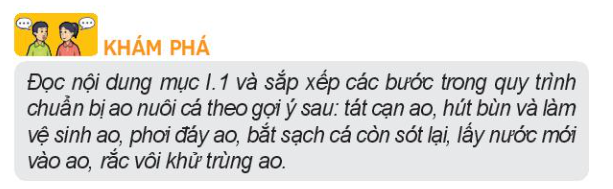 KHÁM PHÁ
Đọc nội dung mục I.1 và sắp xếp các bước trong quy trình
chuẩn bị ao nuôi cá theo gợi ý sau: tát cạn ao, hút bùn và làm
vệ sinh ao, phơi đáy ao, bắt sạch cá còn sót lại, lấy nước mới
vào ao, rắc vôi khử trùng ao.